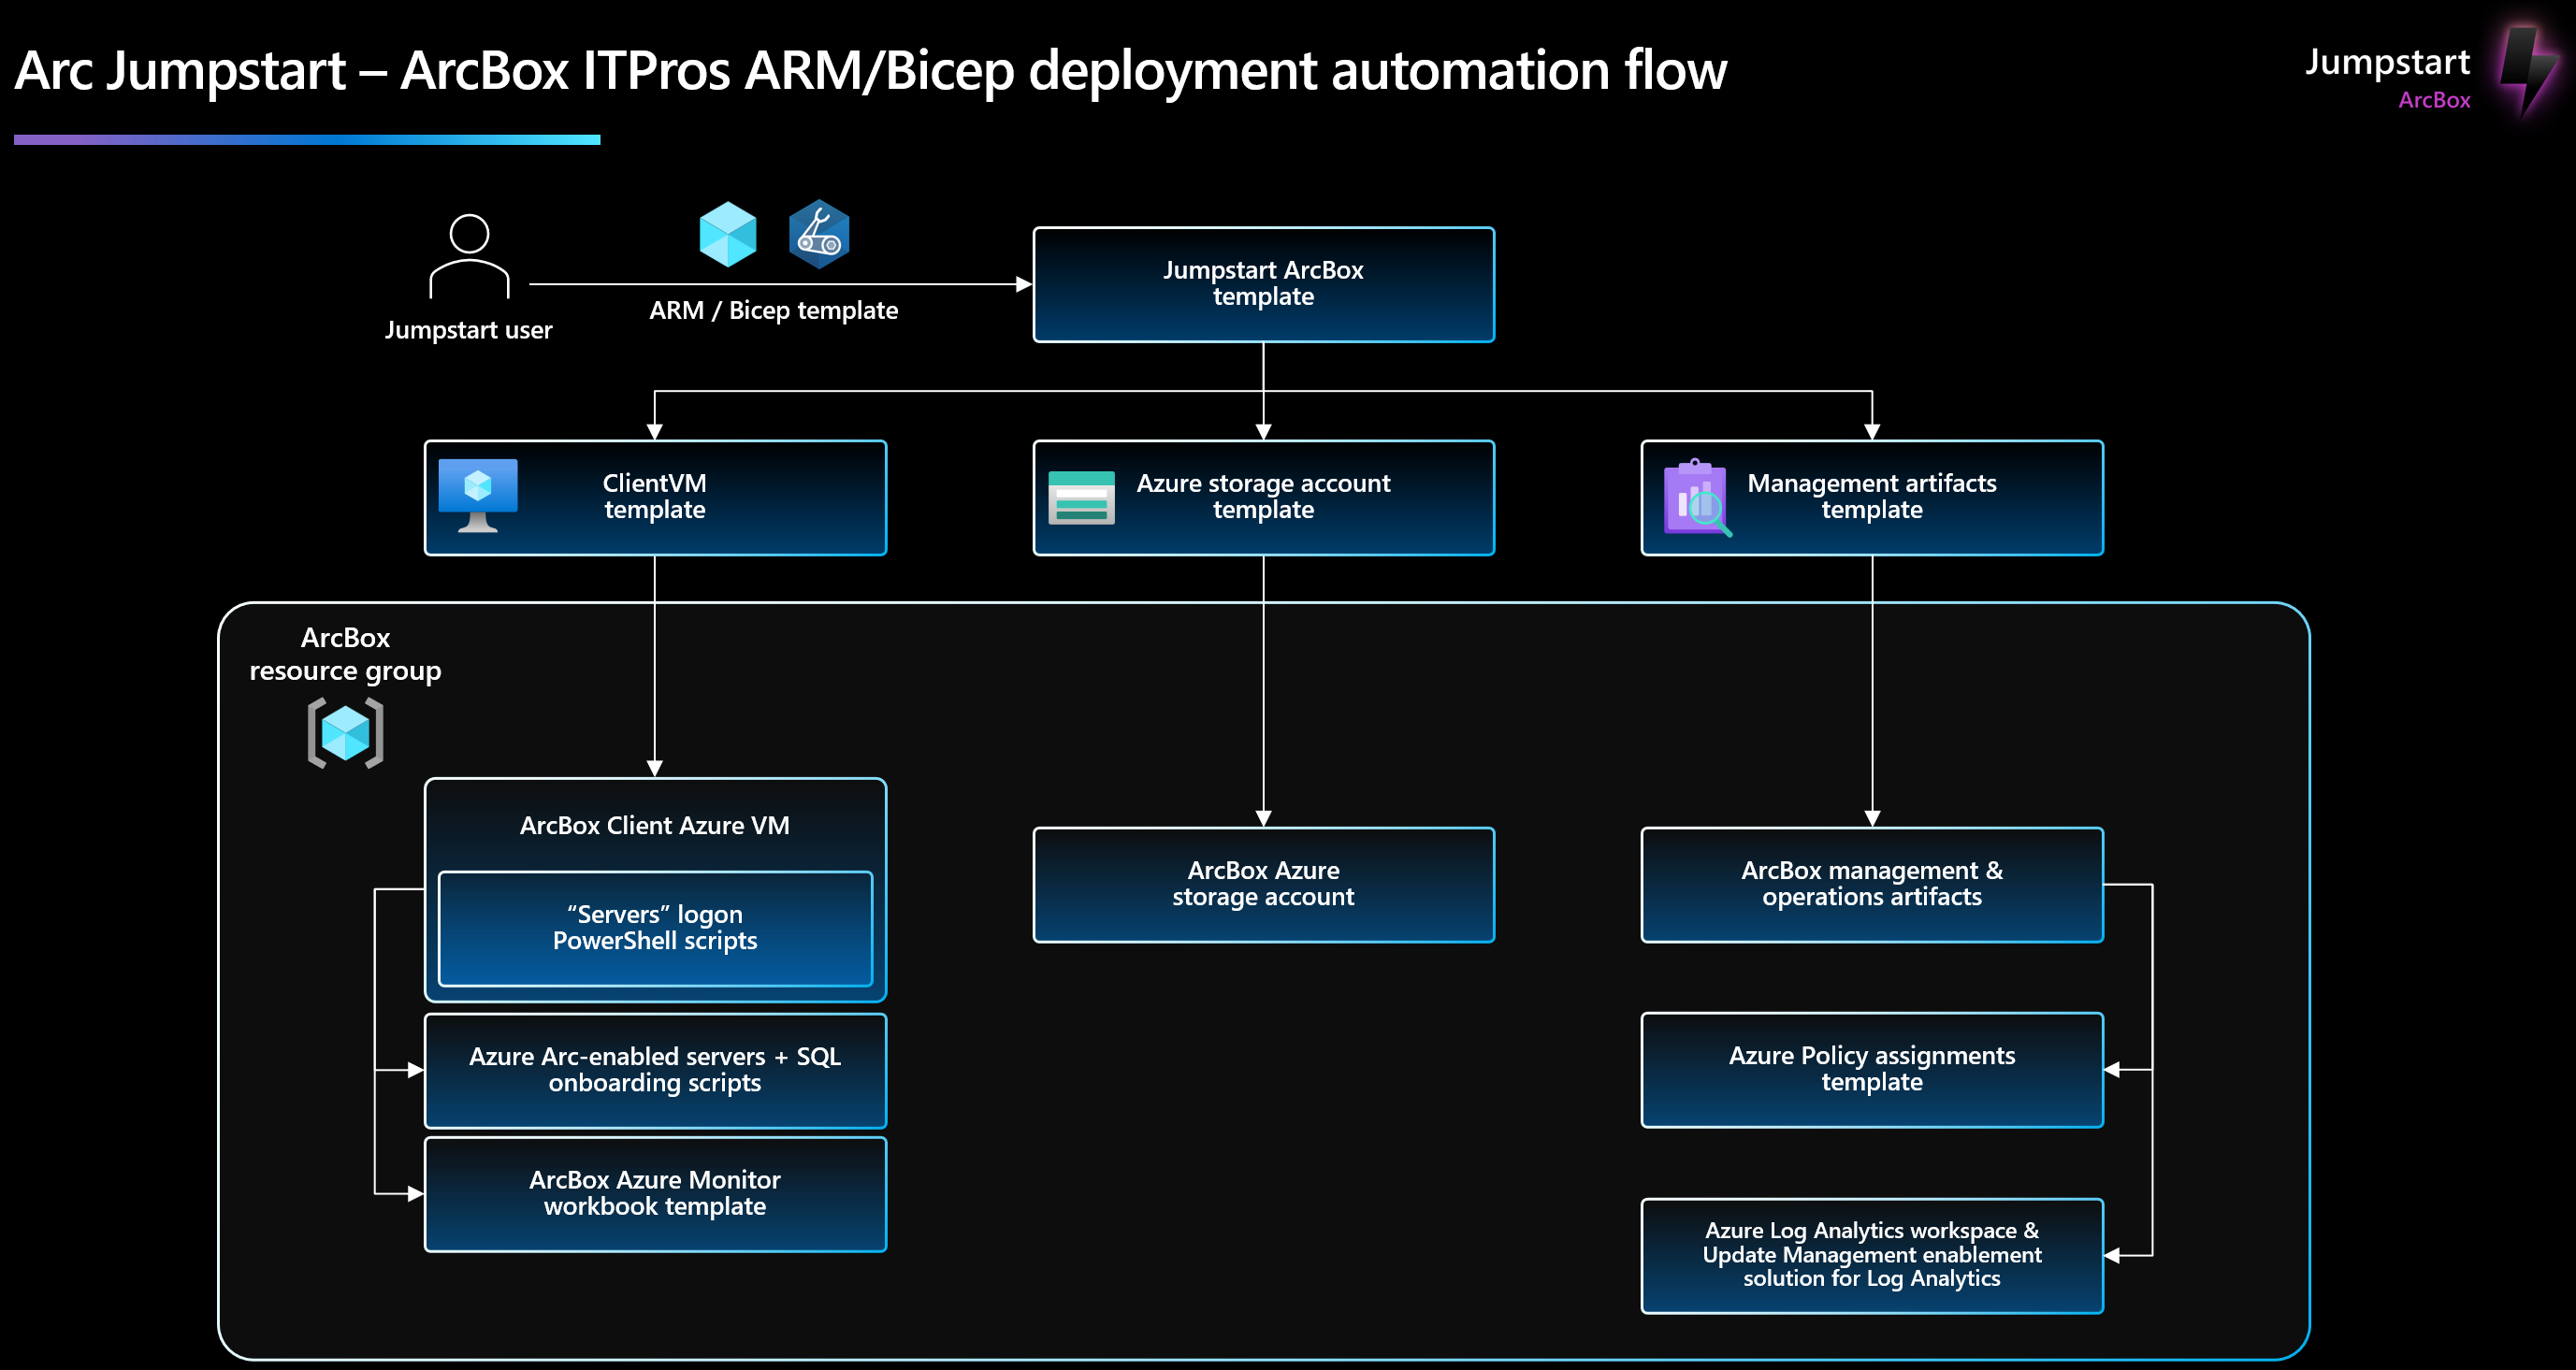 Arc Jumpstart – ArcBox ITPros ARM/Bicep deployment automation flow
Jumpstart
ArcBox
Jumpstart user
ARM / Bicep template
Jumpstart ArcBox
template
ClientVM
template
Azure storage account
template
Management artifacts
template
ArcBox
resource group
ArcBox Client Azure VM
“Servers” logon
PowerShell scripts
Azure Arc-enabled servers + SQL
onboarding scripts
ArcBox Azure Monitor
workbook template
ArcBox Azure
storage account
ArcBox management &
operations artifacts
Azure Policy assignments
template
Azure Log Analytics workspace &
Update Management enablement
solution for Log Analytics